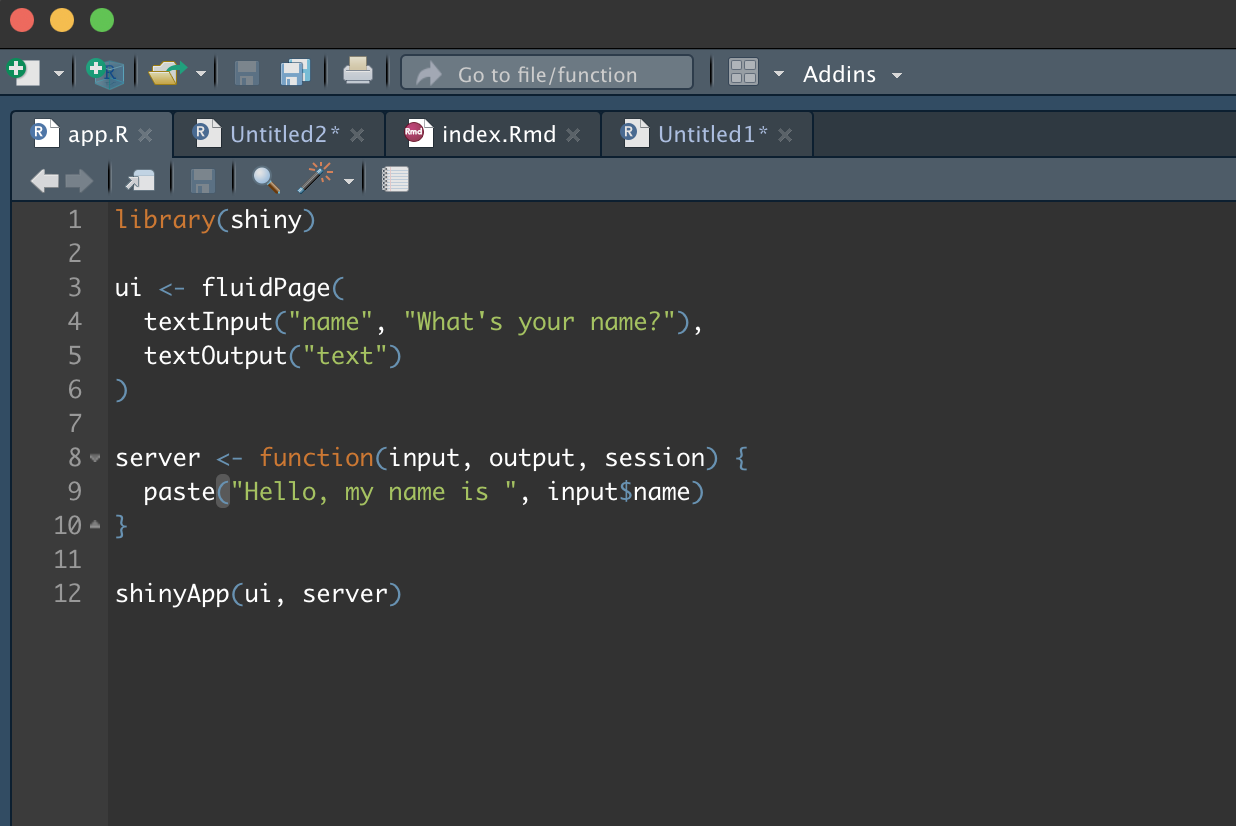 Go to file/function Addins
app.R Untitled2* index.Rmd Untitled1*
1 library(shiny)
2
3 ui <- fluidPage(
4   textInput("name", "What's your name?"),
5   textOutput("text")
6 )
7
8 server <- function(input, output, session) {
9   paste("Hello, my name is ", input$name)
10 }
11
12 shinyApp(ui, server)